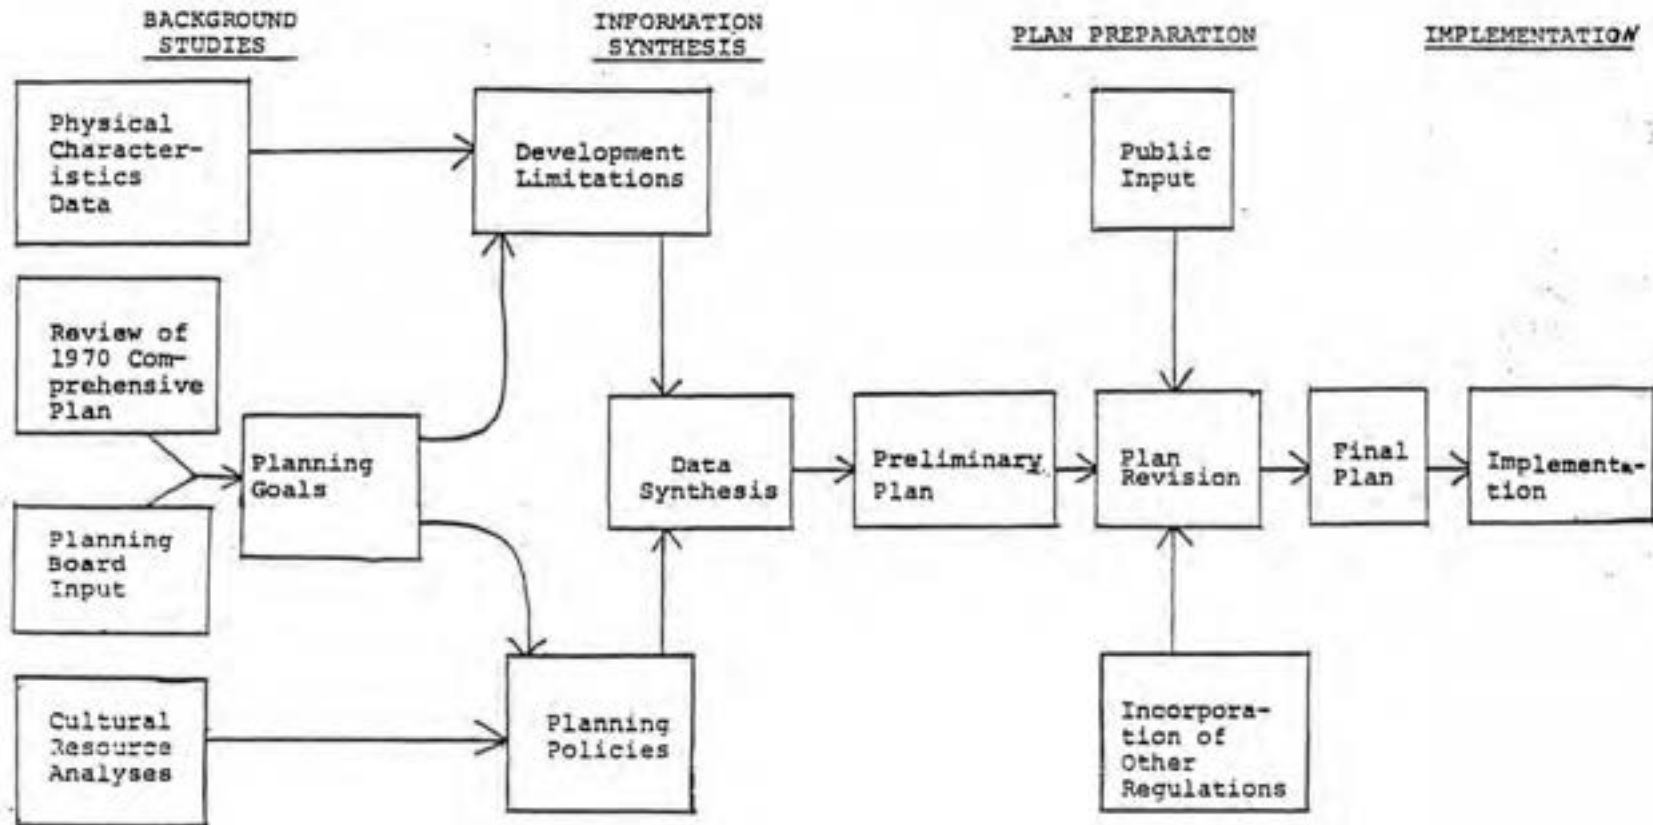 BACKGROUND
STUDIES
INFORMATION
SYNTHESIS
PLAN PREPARATION
IMPLEMENTATION
Physical
Character-
istics
Data
Development
Limitations
Public
Input
Review of
1970 Com-
prehensive
Plan
Planning
Goals
Data
Synthesis
Preliminary
Plan
Plan
Revision
Final
Plan
Implementa-
tion
Planning
Board
Input
Cultural
Resource
Analyses
Planning
Policies
Incorpora-
tion of
Other
Regulations